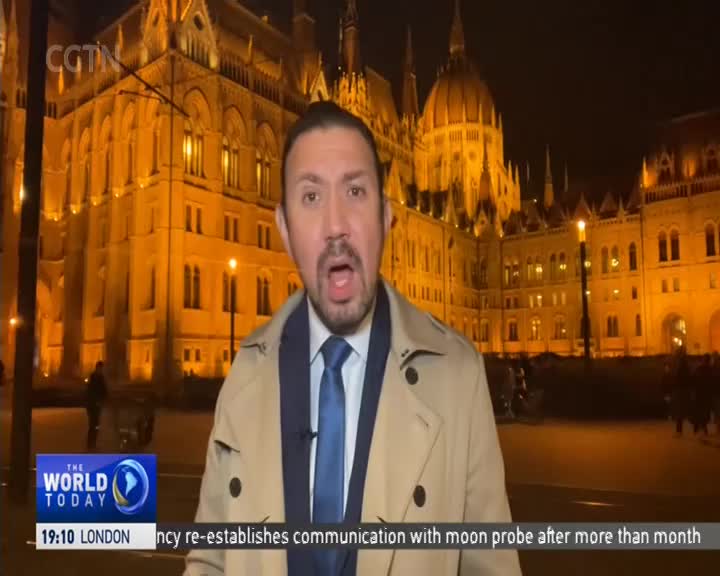 CGTN
THE
WORLD
TODAY
19:10 LONDON
ncy re-establishes communication with moon probe after more than month